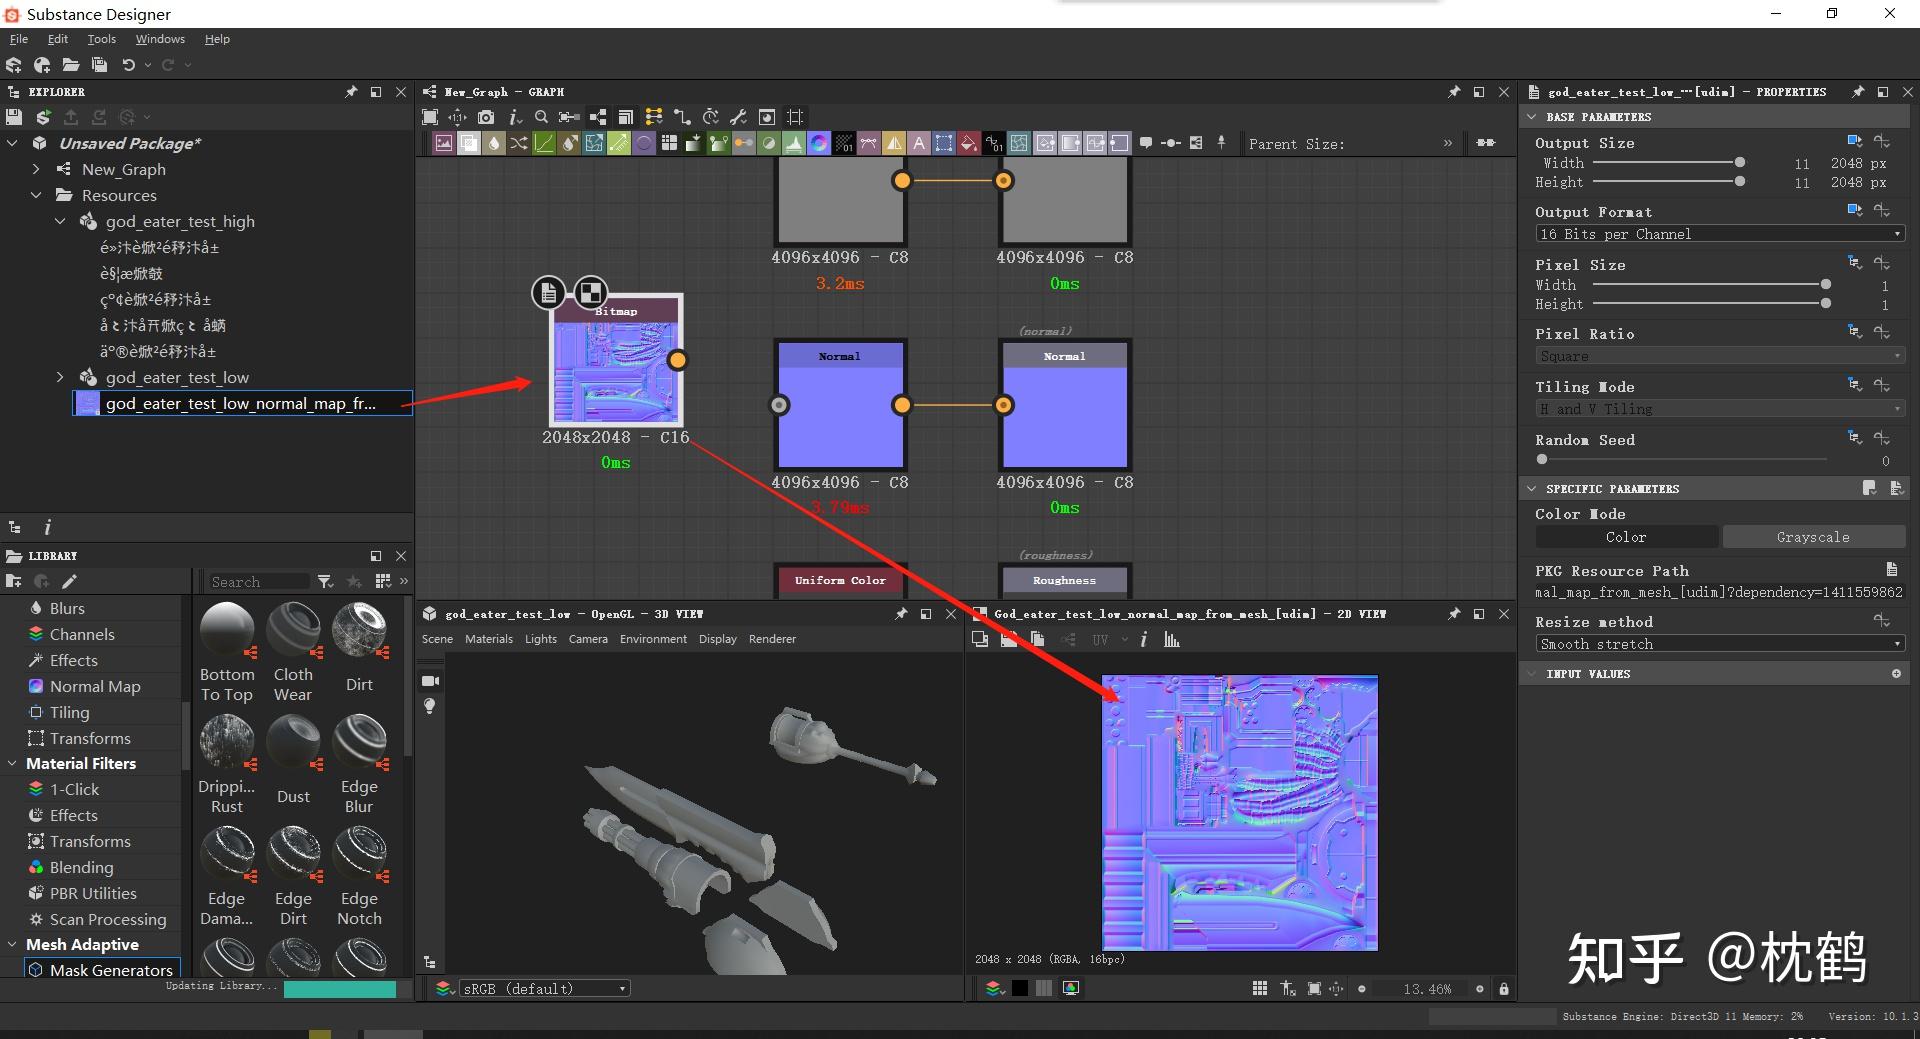 Substance Designer
File Edit Tools Windows Help
EXPLORER
Unsaved Package*
New_Graph
Resources
god_eater_test_high
é»汴è焮²é秄汴å±
è§¦æ焮㪣
god_eater_test_low
god_eater_test_low_normal_map_fr...
LIBRARY
Search
Blurs
Channels
Effects
Normal Map
Tiling
Transforms
Material Filters
1-Click
Effects
Transforms
Blending
PBR Utilities
Scan Processing
Mesh Adaptive
Mask Generators
Updating Library...
Bottom To Top
Cloth Wear
Dirt
Drippi... Rust
Dust
Edge Blur
Edge Dama...
Edge Dirt
Edge Notch
New_Graph - GRAPH
Parent Size:
4096x4096 - C8
3.2ms
4096x4096 - C8
0ms
Bitmap
2048x2048 - C16
0ms
Normal
4096x4096 - C8
3.79ms
(normal)
Normal
4096x4096 - C8
0ms
Uniform Color
(roughness)
Roughness
god_eater_test_low - OpenGL - 3D VIEW
Scene Materials Lights Camera Environment Display Renderer
sRGB (default)
God_eater_test_low_normal_map_from_mesh_[udim] - 2D VIEW
UV
2048 x 2048 (RGBA, 16bpc)
13.46%
god_eater_test_low_...[udim] - PROPERTIES
BASE PARAMETERS
Output Size
Width 11 2048 px
Height 11 2048 px
Output Format
16 Bits per Channel
Pixel Size
Width 1
Height 1
Pixel Ratio
Square
Tiling Mode
H and V Tiling
Random Seed
0
SPECIFIC PARAMETERS
Color Mode
Color Grayscale
PKG Resource Path
mal_map_from_mesh_[udim]?dependency=1411559862
Resize method
Smooth stretch
INPUT VALUES
知乎 @枕鹤
Substance Engine: Direct3D 11 Memory: 2% Version: 10.1.3